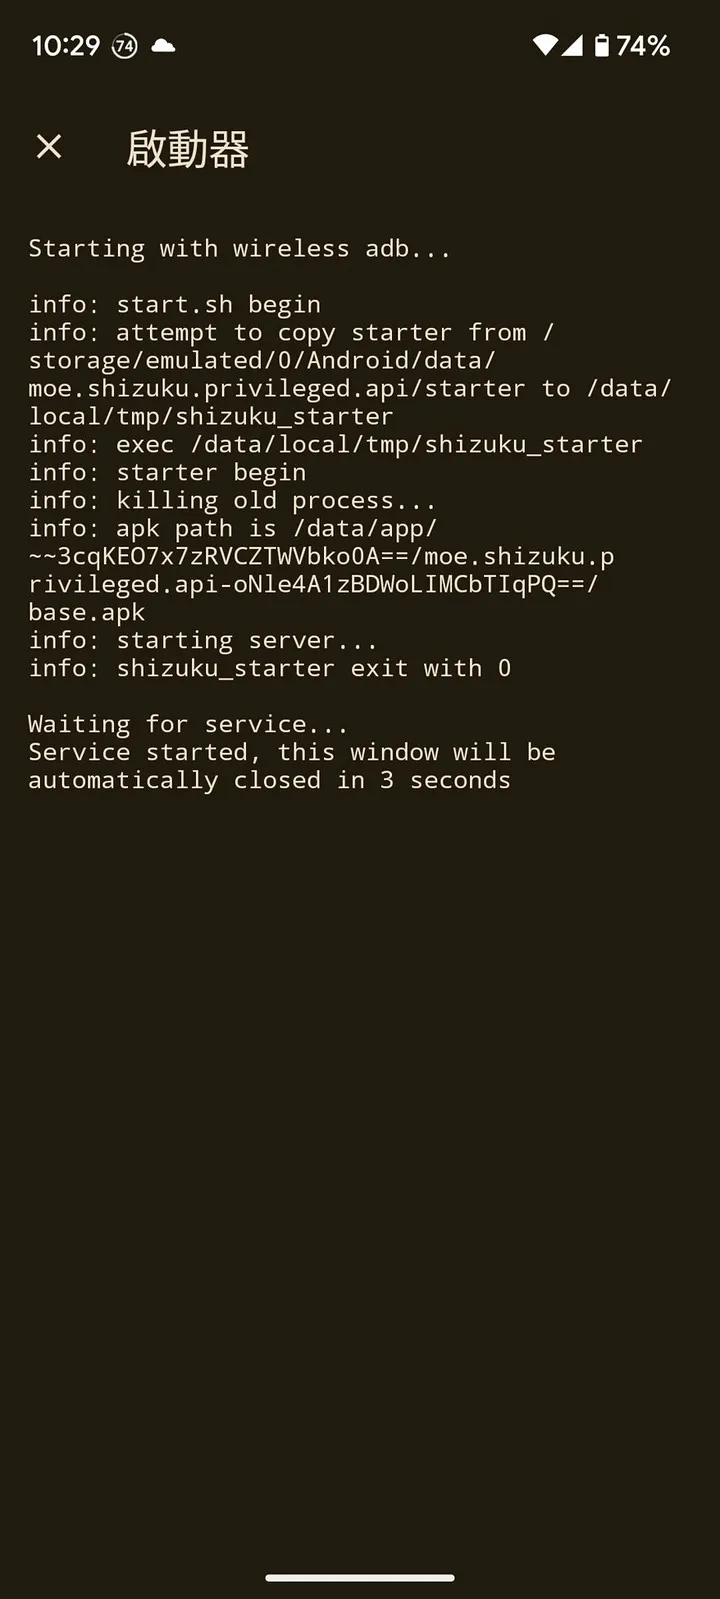 10:29 74 74%
啟動器
Starting with wireless adb...
info: start.sh begin
info: attempt to copy starter from /
storage/emulated/0/Android/data/
moe.shizuku.privileged.api/starter to /data/
local/tmp/shizuku_starter
info: exec /data/local/tmp/shizuku_starter
info: starter begin
info: killing old process...
info: apk path is /data/app/
~~3cqKEO7x7zRVCZTWVbko0A==/moe.shizuku.p
rivileged.api-oNle4A1zBDWoLIMCbTIqPQ==/
base.apk
info: starting server...
info: shizuku_starter exit with 0
Waiting for service...
Service started, this window will be
automatically closed in 3 seconds